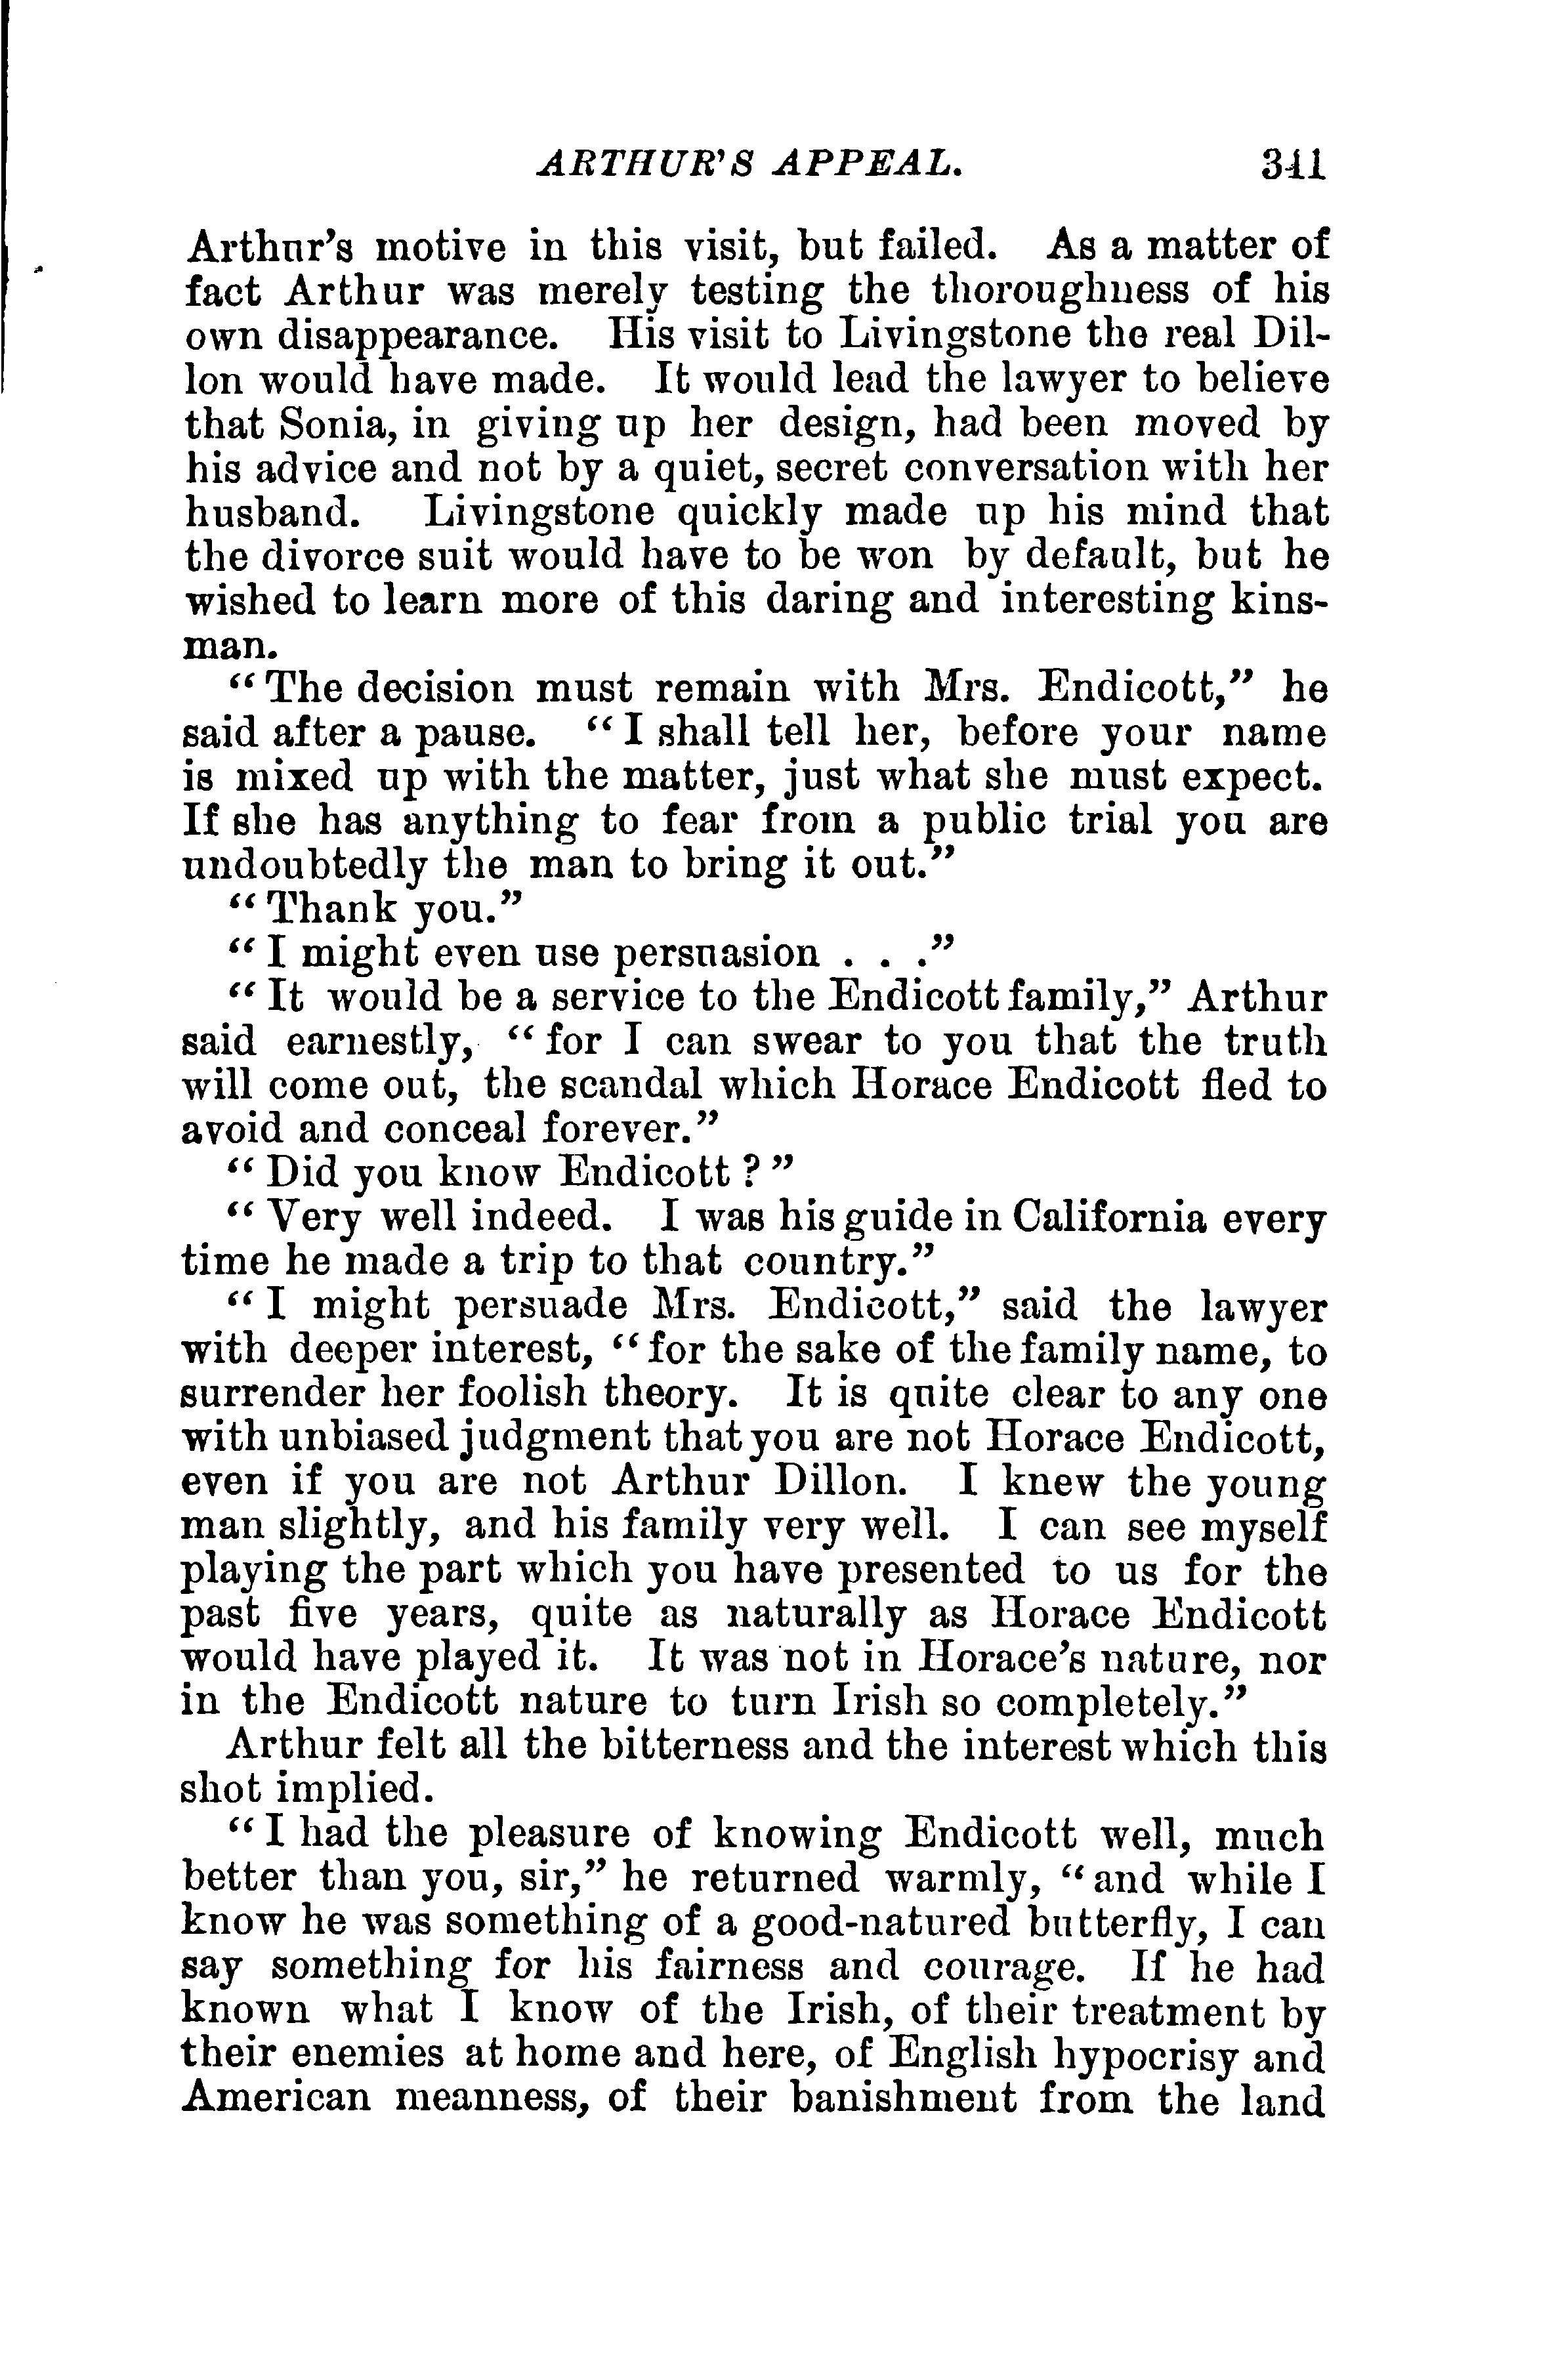 ARTHUR'S APPEAL. 341
Arthur's motive in this visit, but failed. As a matter of
fact Arthur was merely testing the thoroughness of his
own disappearance. His visit to Livingstone the real Dil-
lon would have made. It would lead the lawyer to believe
that Sonia, in giving up her design, had been moved by
his advice and not by a quiet, secret conversation with her
husband. Livingstone quickly made up his mind that
the divorce suit would have to be won by default, but he
wished to learn more of this daring and interesting kins-
man.
"The decision must remain with Mrs. Endicott," he
said after a pause. "I shall tell her, before your name
is mixed up with the matter, just what she must expect.
If she has anything to fear from a public trial you are
undoubtedly the man to bring it out."
"Thank you."
"I might even use persuasion . . ."
"It would be a service to the Endicott family," Arthur
said earnestly, "for I can swear to you that the truth
will come out, the scandal which Horace Endicott fled to
avoid and conceal forever."
"Did you know Endicott?"
"Very well indeed. I was his guide in California every
time he made a trip to that country."
"I might persuade Mrs. Endicott," said the lawyer
with deeper interest, "for the sake of the family name, to
surrender her foolish theory. It is quite clear to any one
with unbiased judgment that you are not Horace Endicott,
even if you are not Arthur Dillon. I knew the young
man slightly, and his family very well. I can see myself
playing the part which you have presented to us for the
past five years, quite as naturally as Horace Endicott
would have played it. It was not in Horace's nature, nor
in the Endicott nature to turn Irish so completely."
Arthur felt all the bitterness and the interest which this
shot implied.
"I had the pleasure of knowing Endicott well, much
better than you, sir," he returned warmly, "and while I
know he was something of a good-natured butterfly, I can
say something for his fairness and courage. If he had
known what I know of the Irish, of their treatment by
their enemies at home and here, of English hypocrisy and
American meanness, of their banishment from the land